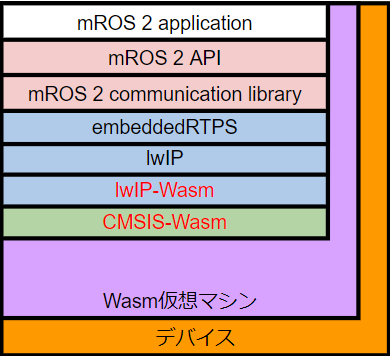 mROS 2 application
mROS 2 API
mROS 2 communication library
embeddedRTPS
lwIP
lwIP-Wasm
CMSIS-Wasm
Wasm仮想マシン
デバイス